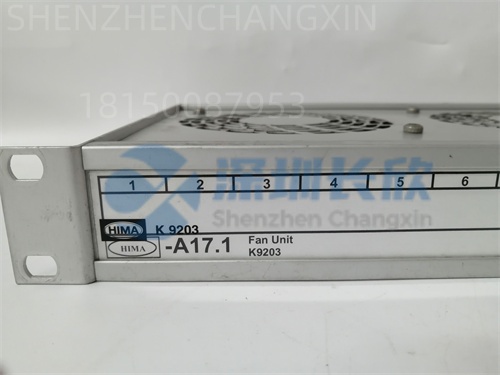 SHENZHENCHANGXIN
18150087953
深圳长欣
Shenzhen Changxin
1 2 3 4 5 6
HIMA K 9203
HIMA -A17.1 Fan Unit
K9203